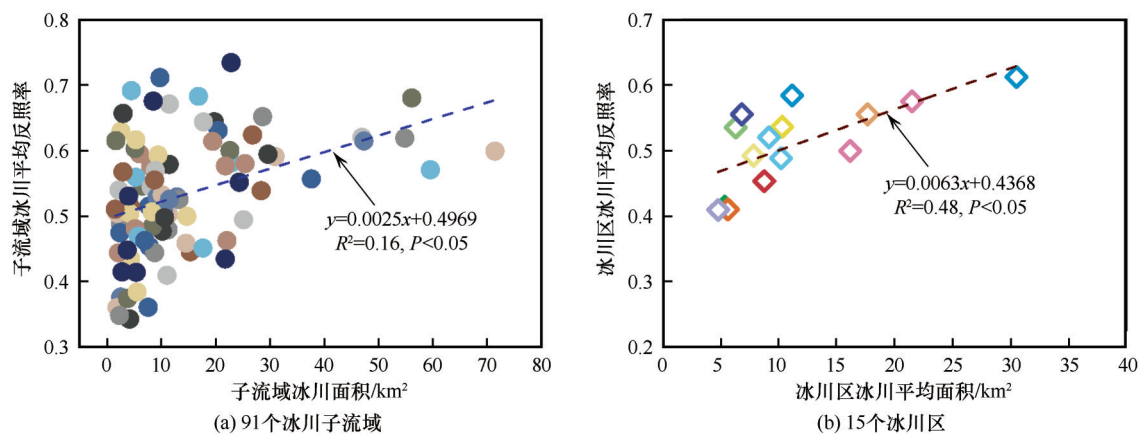 0.8
0.7
0.6
0.5
0.4
0.3
子流域冰川平均反照率
y=0.0025x+0.4969
R²=0.16, P<0.05
0 10 20 30 40 50 60 70 80
子流域冰川面积/km²
(a) 91个冰川子流域
0.7
0.6
0.5
0.4
0.3
0.2
冰川区冰川平均反照率
y=0.0063x+0.4368
R²=0.48, P<0.05
0 5 10 15 20 25 30 35 40
冰川区冰川平均面积/km²
(b) 15个冰川区